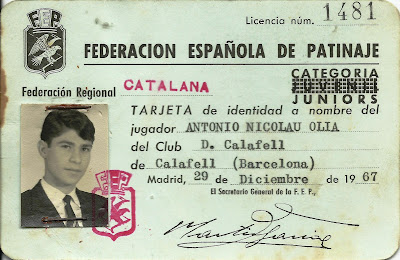 FEP
Licencia núm. 1481
FEDERACION ESPAÑOLA DE PATINAJE
Federación Regional CATALANA
CATEGORIA
JUVENIL
JUNIORS
TARJETA de identidad a nombre del
jugador ANTONIO NICOLAU OLIA
del Club D. Calafell
de Calafell (Barcelona)
Madrid, 29 de Diciembre de 1967
El Secretario General de la F. E. P.,